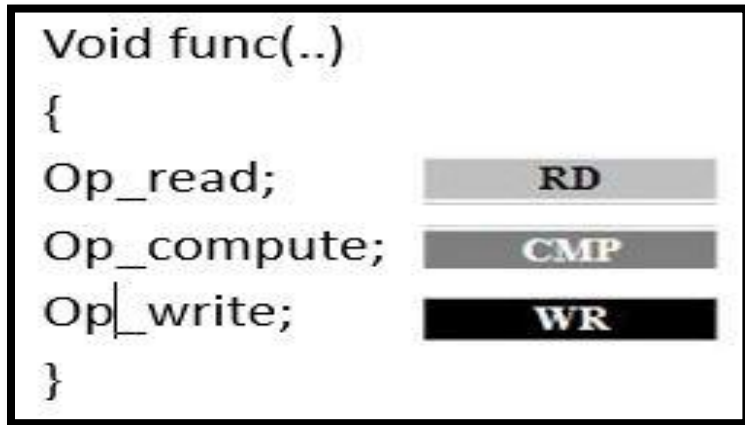 Void func(..)
{
Op_read; RD
Op_compute; CMP
Op_write; WR
}